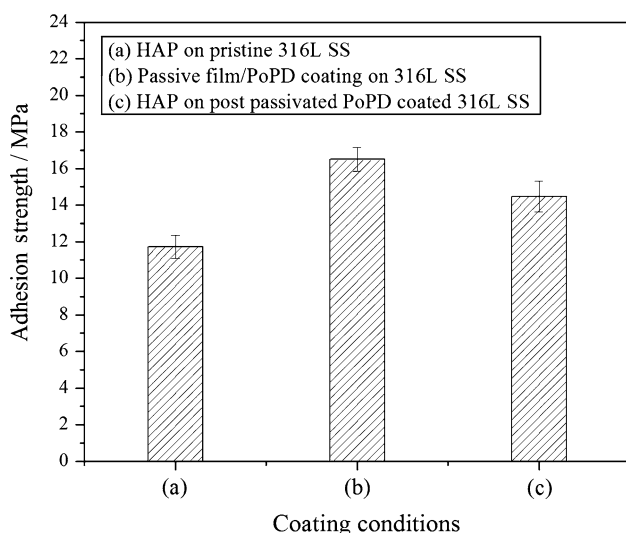 24
22
20
18
16
14
12
10
8
6
4
2
0
Adhesion strength / MPa
(a) HAP on pristine 316L SS
(b) Passive film/PoPD coating on 316L SS
(c) HAP on post passivated PoPD coated 316L SS
(a) (b) (c)
Coating conditions